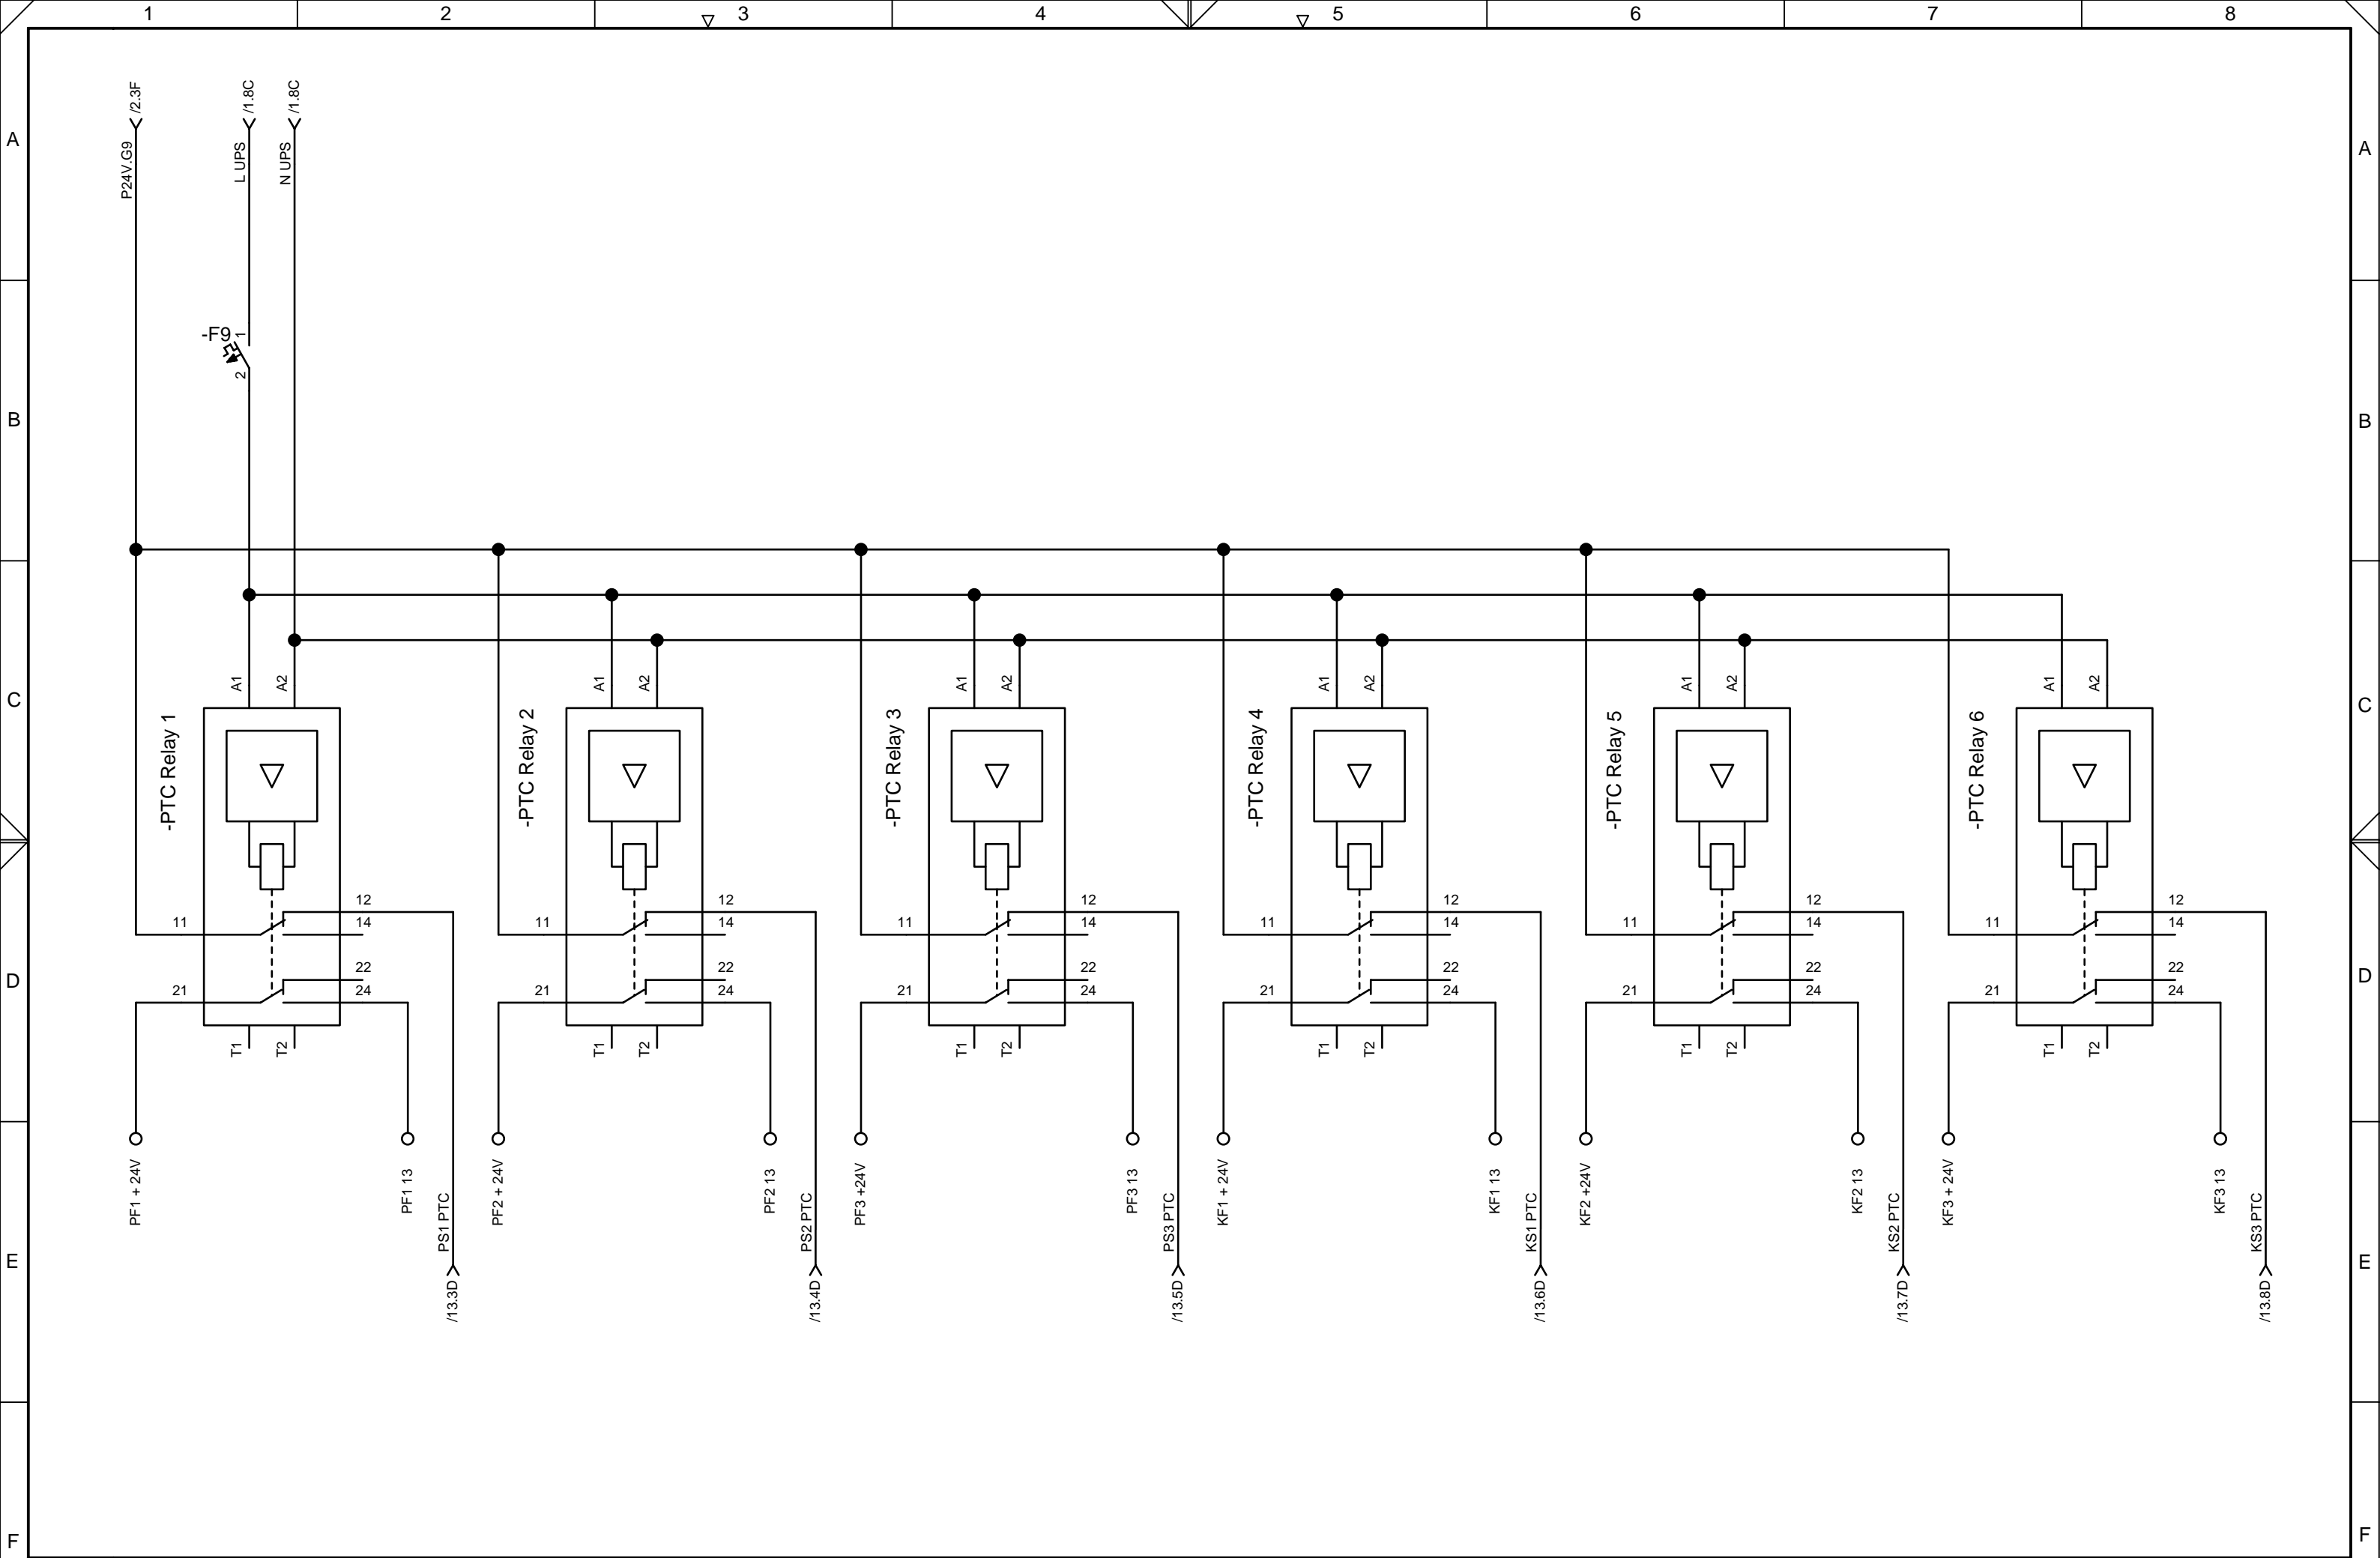 1 2 3 4 5 6 7 8
A A
B B
C C
D D
E E
F F
/2.3F
P24V.G9
/1.8C
L UPS
/1.8C
N UPS
-F9
1
2
-PTC Relay 1
A1
A2
11
12
14
21
22
24
T1
T2
PF1 + 24V
PF1 13
PS1 PTC
/13.3D
-PTC Relay 2
A1
A2
11
12
14
21
22
24
T1
T2
PF2 + 24V
PF2 13
PS2 PTC
/13.4D
-PTC Relay 3
A1
A2
11
12
14
21
22
24
T1
T2
PF3 +24V
PF3 13
PS3 PTC
/13.5D
-PTC Relay 4
A1
A2
11
12
14
21
22
24
T1
T2
KF1 + 24V
KF1 13
KS1 PTC
/13.6D
-PTC Relay 5
A1
A2
11
12
14
21
22
24
T1
T2
KF2 +24V
KF2 13
KS2 PTC
/13.7D
-PTC Relay 6
A1
A2
11
12
14
21
22
24
T1
T2
KF3 + 24V
KF3 13
KS3 PTC
/13.8D